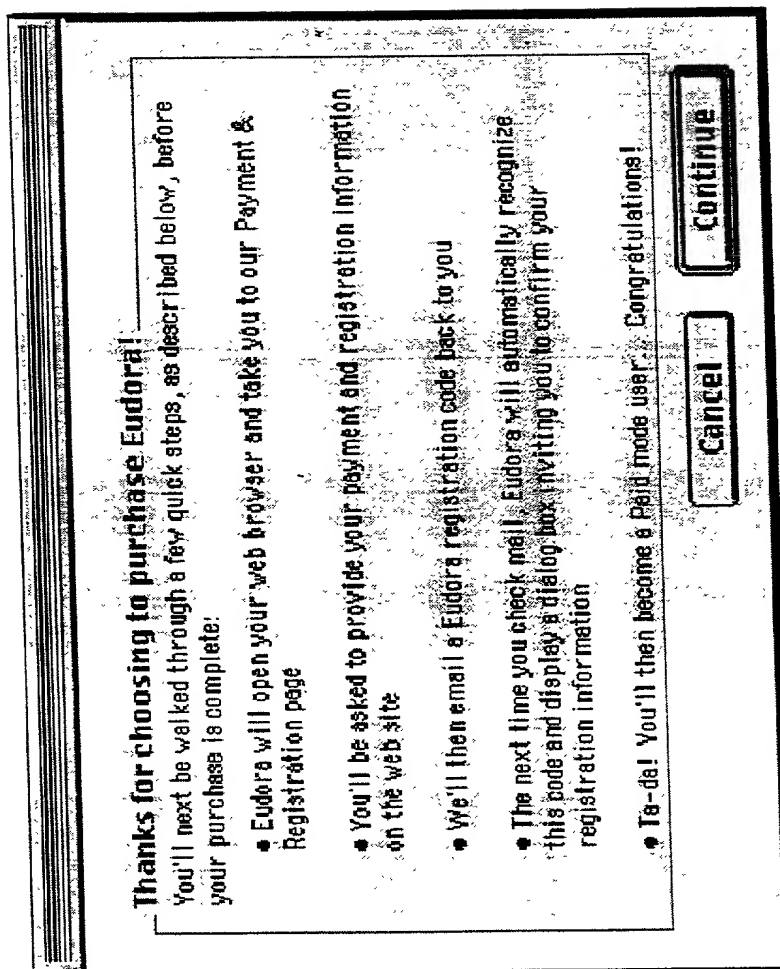 Thanks for choosing to purchase Eudora!
You'll next be walked through a few quick steps, as described below, before
your purchase is complete:
● Eudora will open your web browser and take you to our Payment &
Registration page
● You'll be asked to provide your payment and registration information
on the web site
● We'll then email a Eudora registration code back to you
● The next time you check mail, Eudora will automatically recognize
this code and display a dialog box inviting you to confirm your
registration information
● Ta-da! You'll then become a Paid mode user... Congratulations!
Cancel
Continue